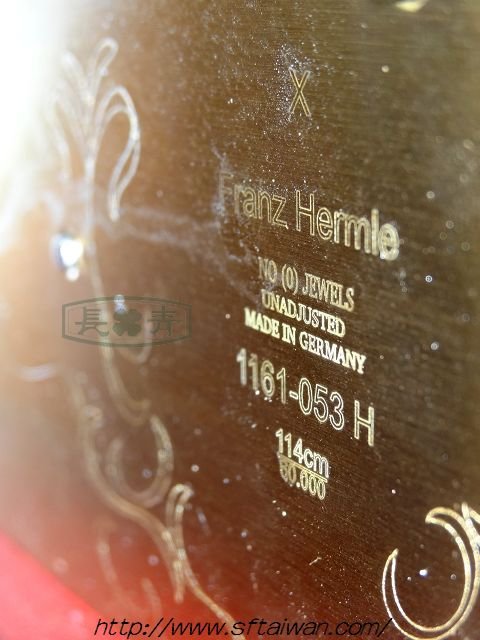 X
Franz Hermle
NO (0) JEWELS
UNADJUSTED
MADE IN GERMANY
1161-053 H
114cm
60.000
長青
http://www.sftaiwan.com/